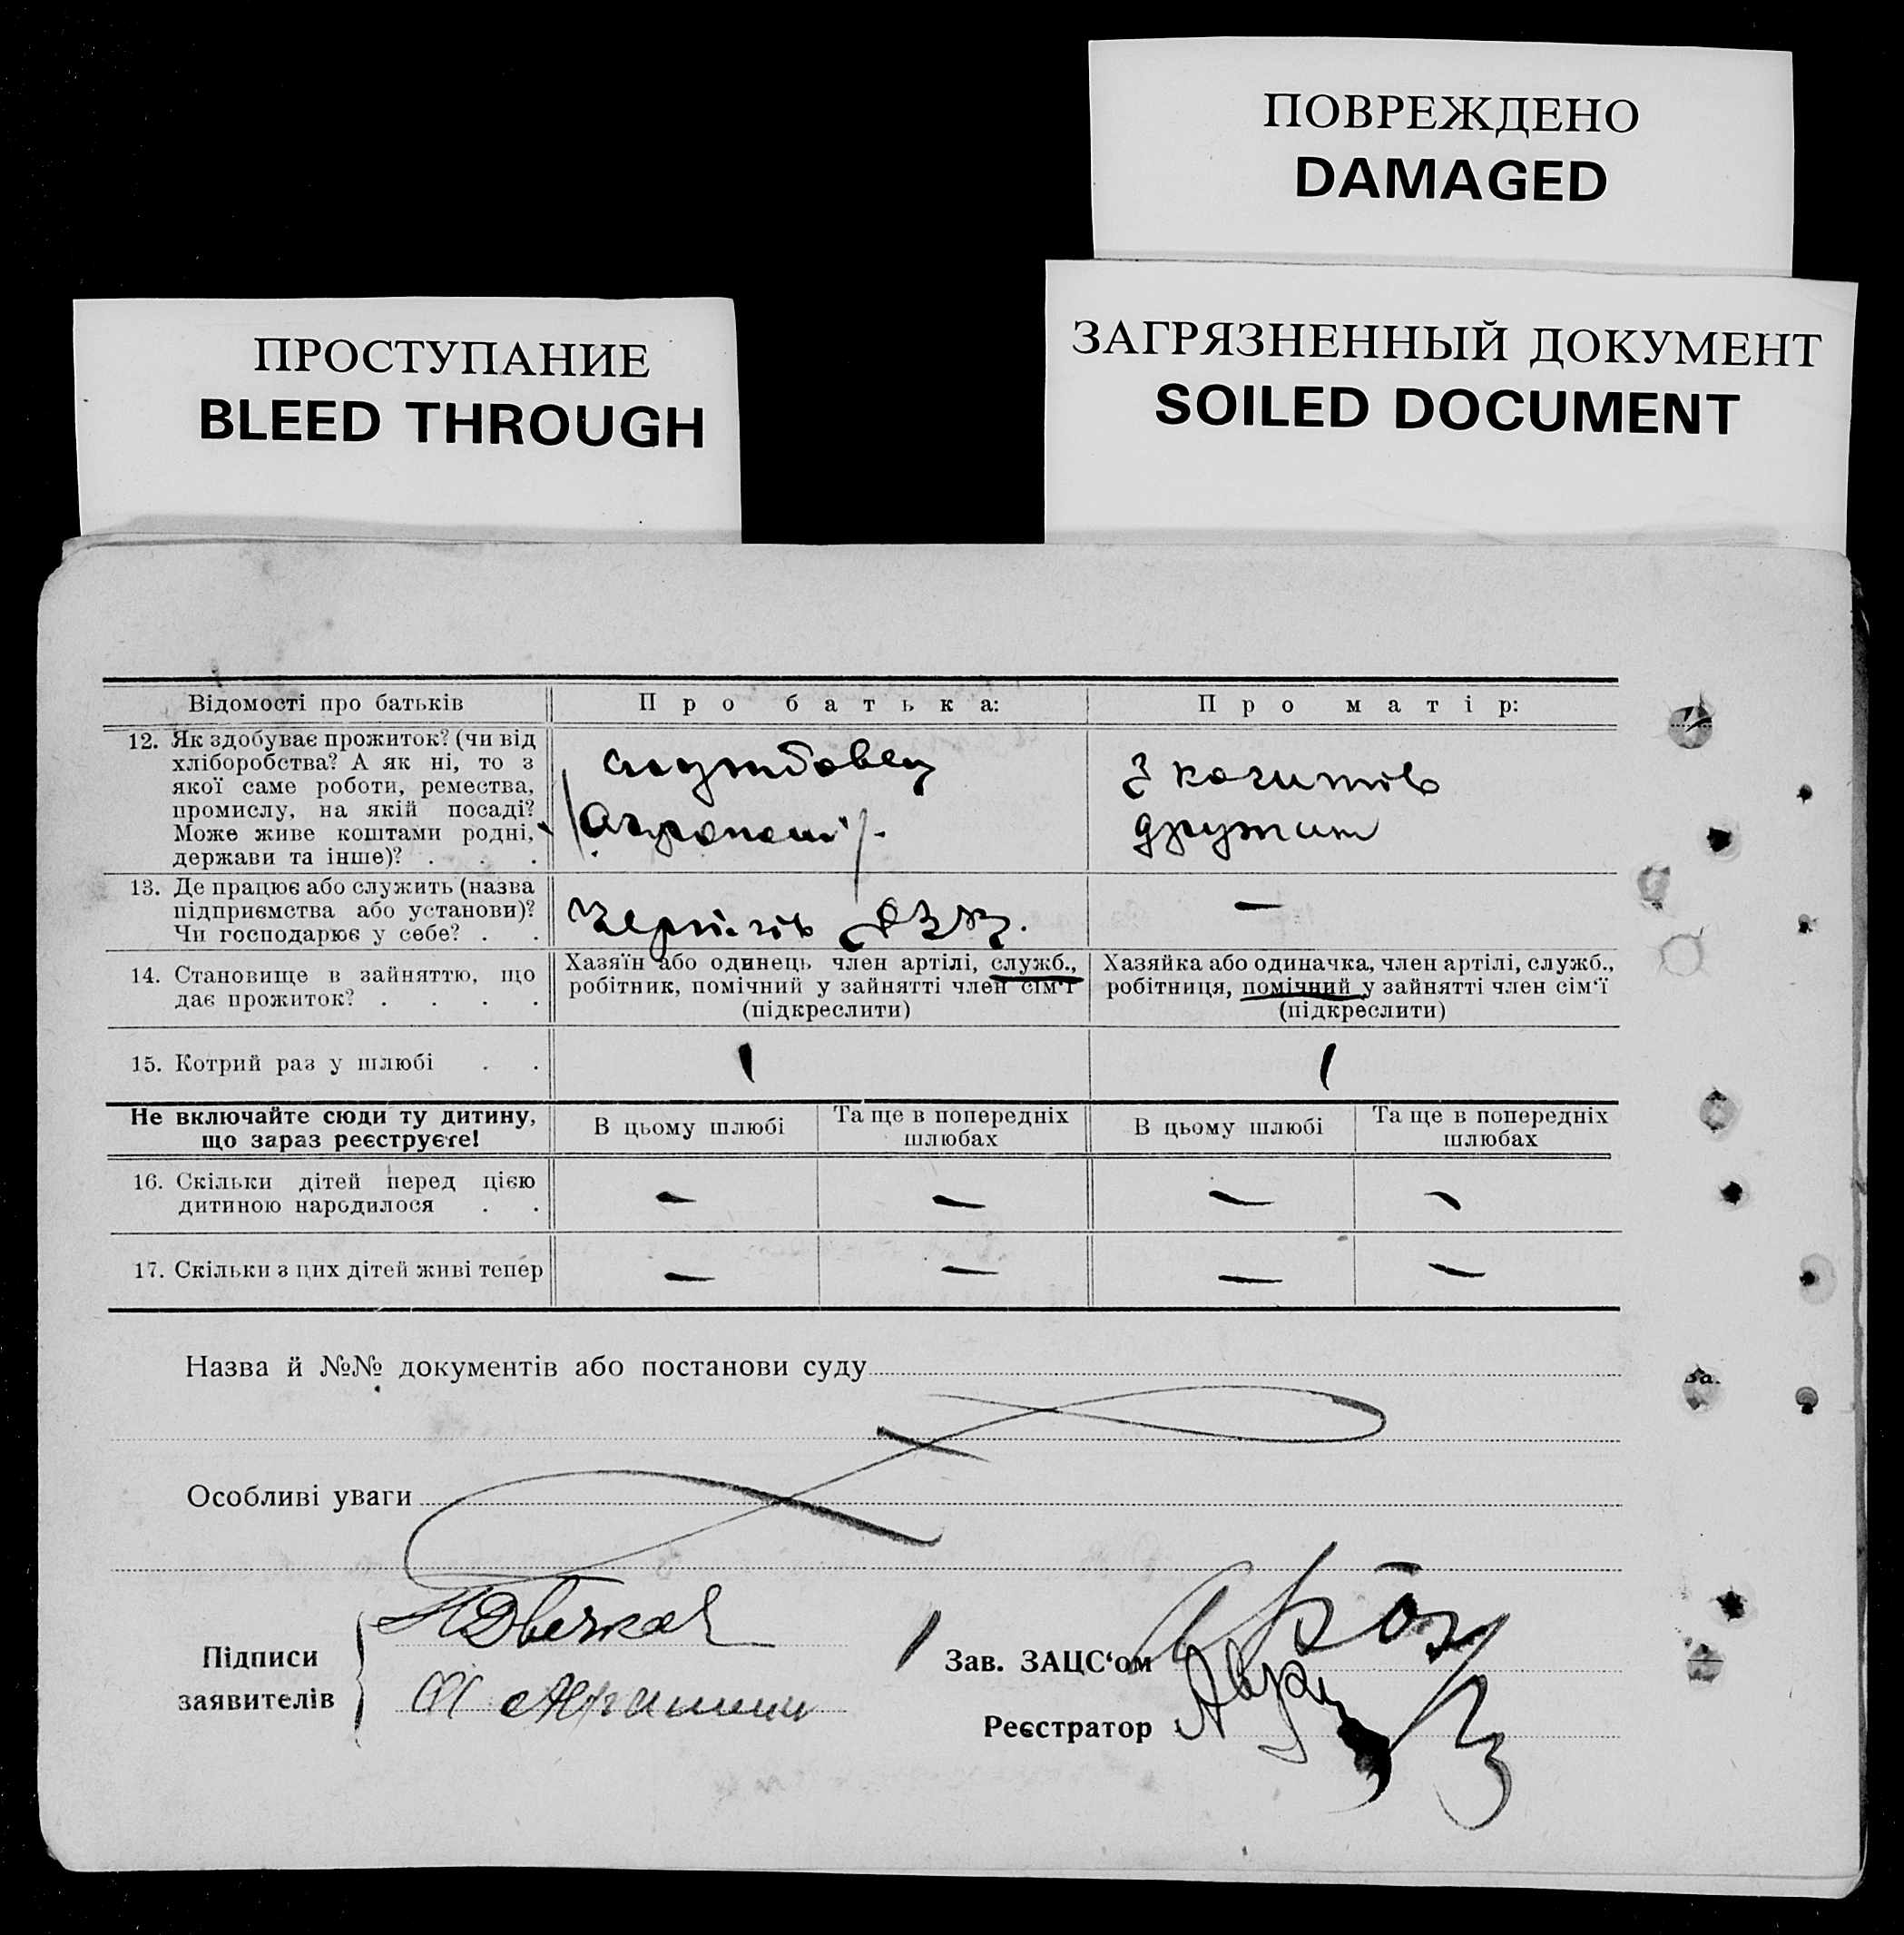 ПОВРЕЖДЕНО
DAMAGED
ПРОСТУПАНИЕ
BLEED THROUGH
ЗАГРЯЗНЕННЫЙ ДОКУМЕНТ
SOILED DOCUMENT
Відомості про батьків
Про батька:
Про матір:
12. Як здобуває прожиток? (чи від
хліборобства? А як ні, то з
якої саме роботи, ремества,
промислу, на якій посаді?
Може живе коштами родні,
держави та інше)? . . .
службовец
/Агроном/.
З коштів
дружин
13. Де працює або служить (назва
підприємства або установи)?
Чи господарює у себе? . .
Чернігів
—
14. Становище в зайняттю, що
дає прожиток? . . . .
Хазяїн або одинець член артілі, служб.,
робітник, помічний у зайнятті член сім'ї
(підкреслити)
Хазяйка або одиначка, член артілі, служб.,
робітниця, помічний у зайнятті член сім'ї
(підкреслити)
15. Котрий раз у шлюбі . .
1
1
Не включайте сюди ту дитину,
що зараз реєструєте!
В цьому шлюбі
Та ще в попередніх
шлюбах
В цьому шлюбі
Та ще в попередніх
шлюбах
16. Скільки дітей перед цією
дитиною народилося . .
— — — —
17. Скільки з цих дітей живі тепер
— — — —
Назва й №№ документів або постанови суду
Особливі уваги
Підписи
заявителів
Зав. ЗАЦС'ом
Реєстратор